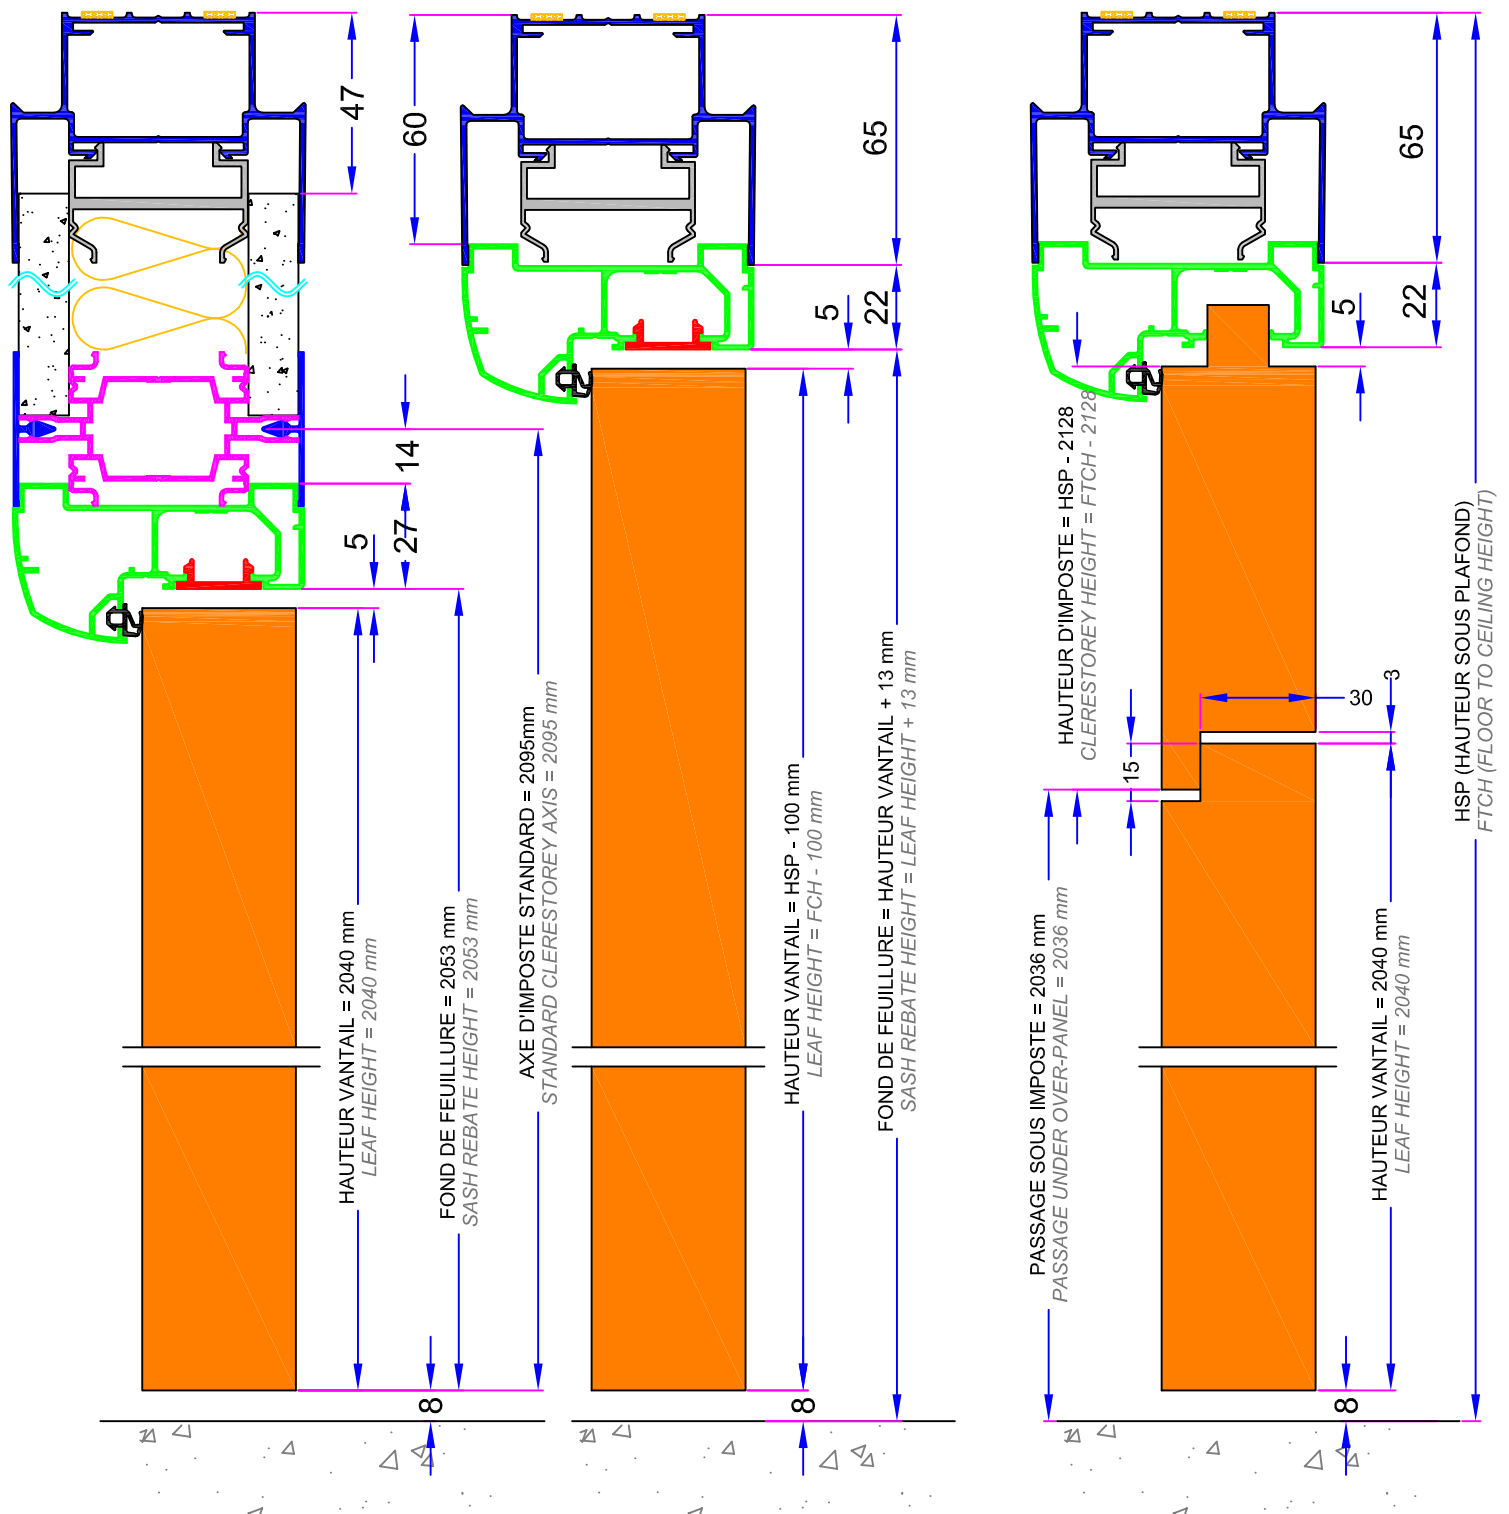 47
60
65
65
5
22
5
22
14
27
5
HAUTEUR VANTAIL = 2040 mm
LEAF HEIGHT = 2040 mm
FOND DE FEUILLURE = 2053 mm
SASH REBATE HEIGHT = 2053 mm
AXE D'IMPOSTE STANDARD = 2095mm
STANDARD CLERESTOREY AXIS = 2095 mm
HAUTEUR VANTAIL = HSP - 100 mm
LEAF HEIGHT = FCH - 100 mm
FOND DE FEUILLURE = HAUTEUR VANTAIL + 13 mm
SASH REBATE HEIGHT = LEAF HEIGHT + 13 mm
HAUTEUR D'IMPOSTE = HSP - 2128
CLERESTOREY HEIGHT = FTCH - 2128
30
3
15
PASSAGE SOUS IMPOSTE = 2036 mm
PASSAGE UNDER OVER-PANEL = 2036 mm
HAUTEUR VANTAIL = 2040 mm
LEAF HEIGHT = 2040 mm
HSP (HAUTEUR SOUS PLAFOND)
FTCH (FLOOR TO CEILING HEIGHT)
8
8
8